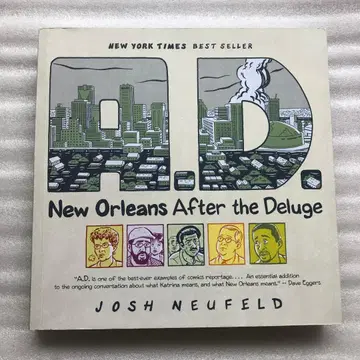 NEW YORK TIMES BEST SELLER
A.D.
New Orleans After the Deluge
"A.D. is one of the best-ever examples of comics reportage.... An essential addition
to the ongoing conversation about what Katrina means, and what New Orleans means." — Dave Eggers
JOSH NEUFELD